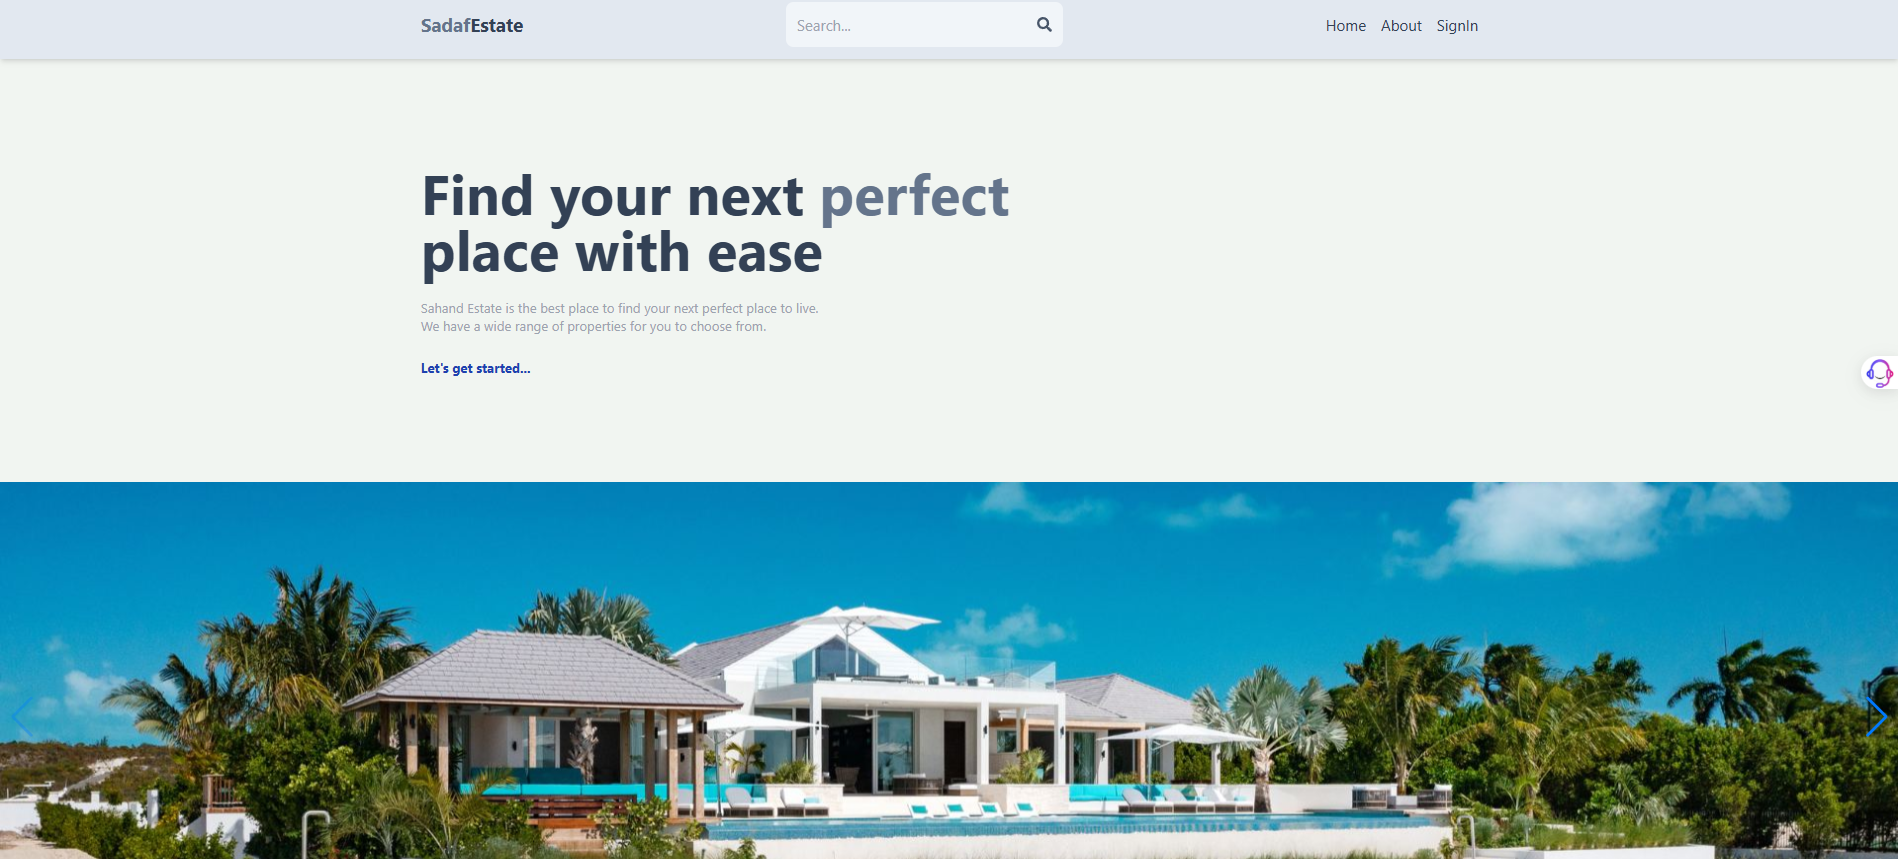 SadafEstate
Search...
Home About SignIn
Find your next perfect
place with ease
Sahand Estate is the best place to find your next perfect place to live.
We have a wide range of properties for you to choose from.
Let's get started...